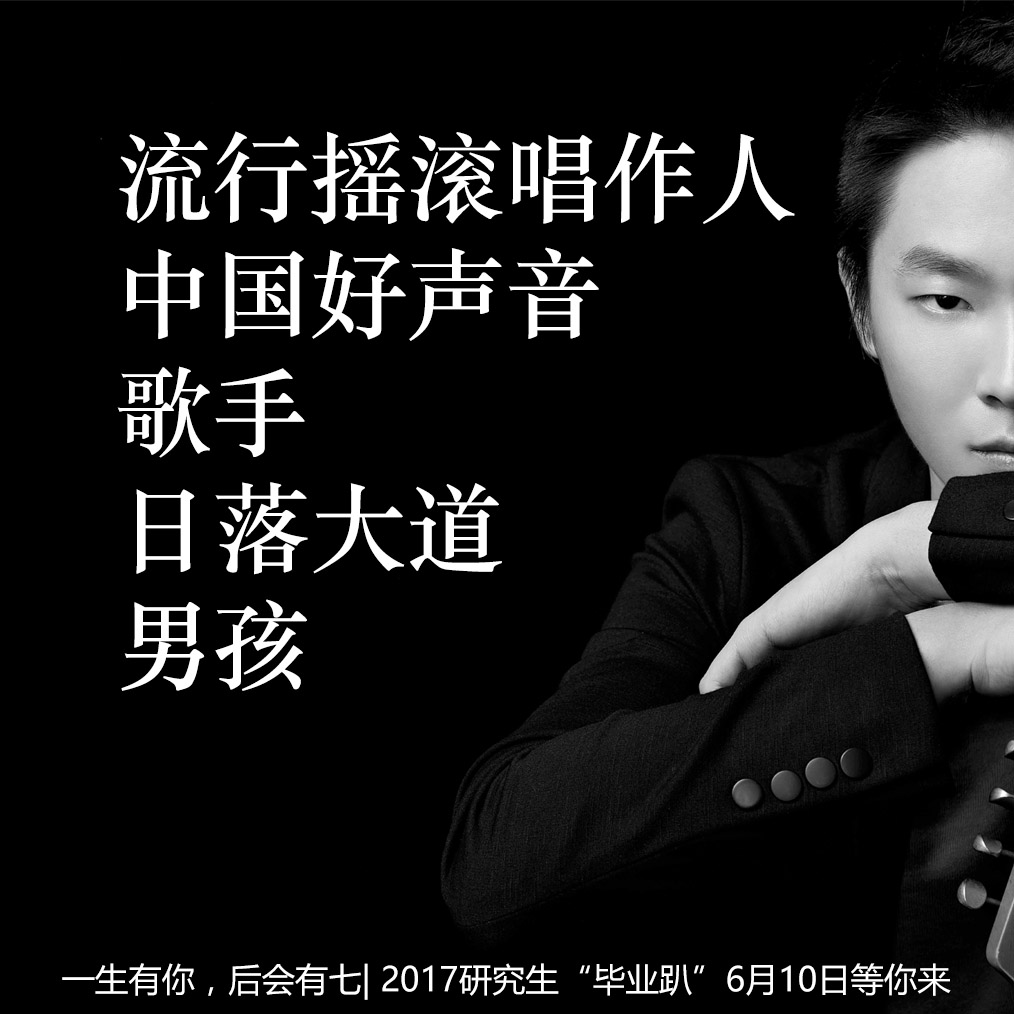 流行摇滚唱作人
中国好声音
歌手
日落大道
男孩
一生有你，后会有七| 2017研究生“毕业趴”6月10日等你来